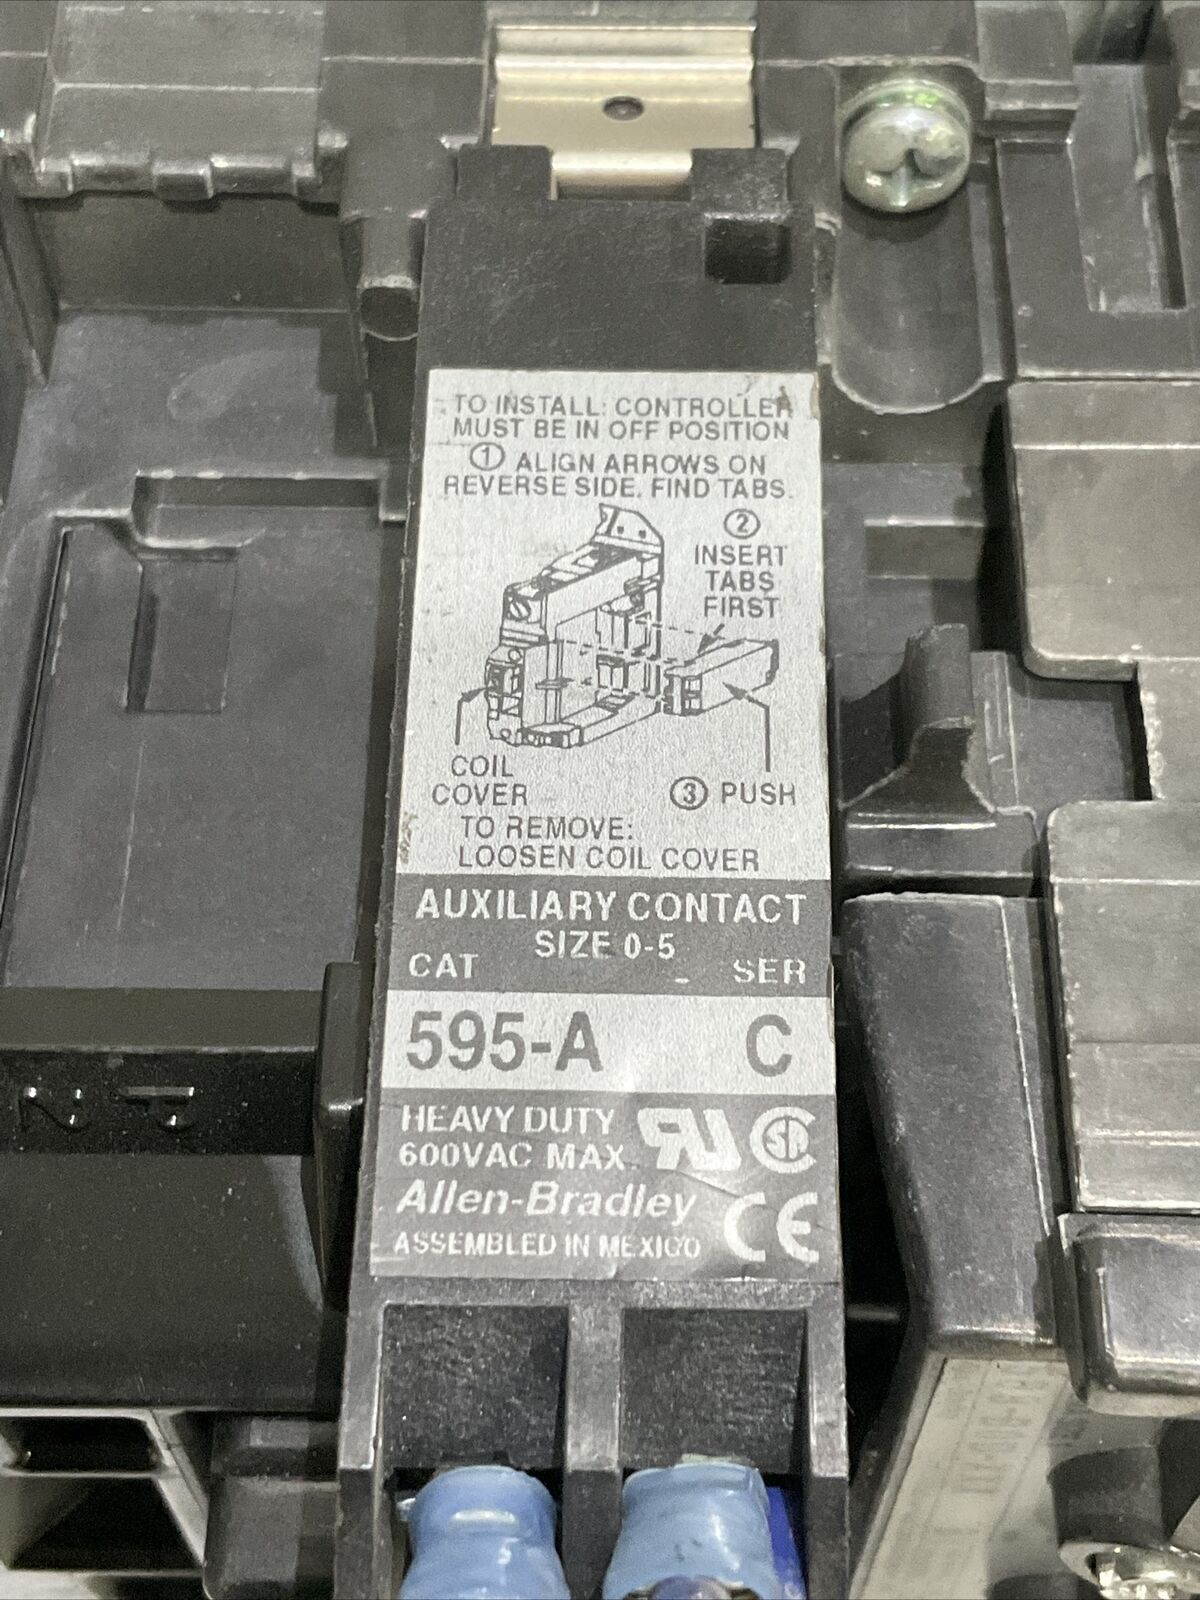 TO INSTALL: CONTROLLER
MUST BE IN OFF POSITION
① ALIGN ARROWS ON
REVERSE SIDE. FIND TABS.
②
INSERT
TABS
FIRST
COIL
COVER
③ PUSH
TO REMOVE:
LOOSEN COIL COVER
AUXILIARY CONTACT
SIZE 0-5
CAT SER
595-A C
HEAVY DUTY
600VAC MAX
Allen-Bradley
ASSEMBLED IN MEXICO
RU
SA
CE